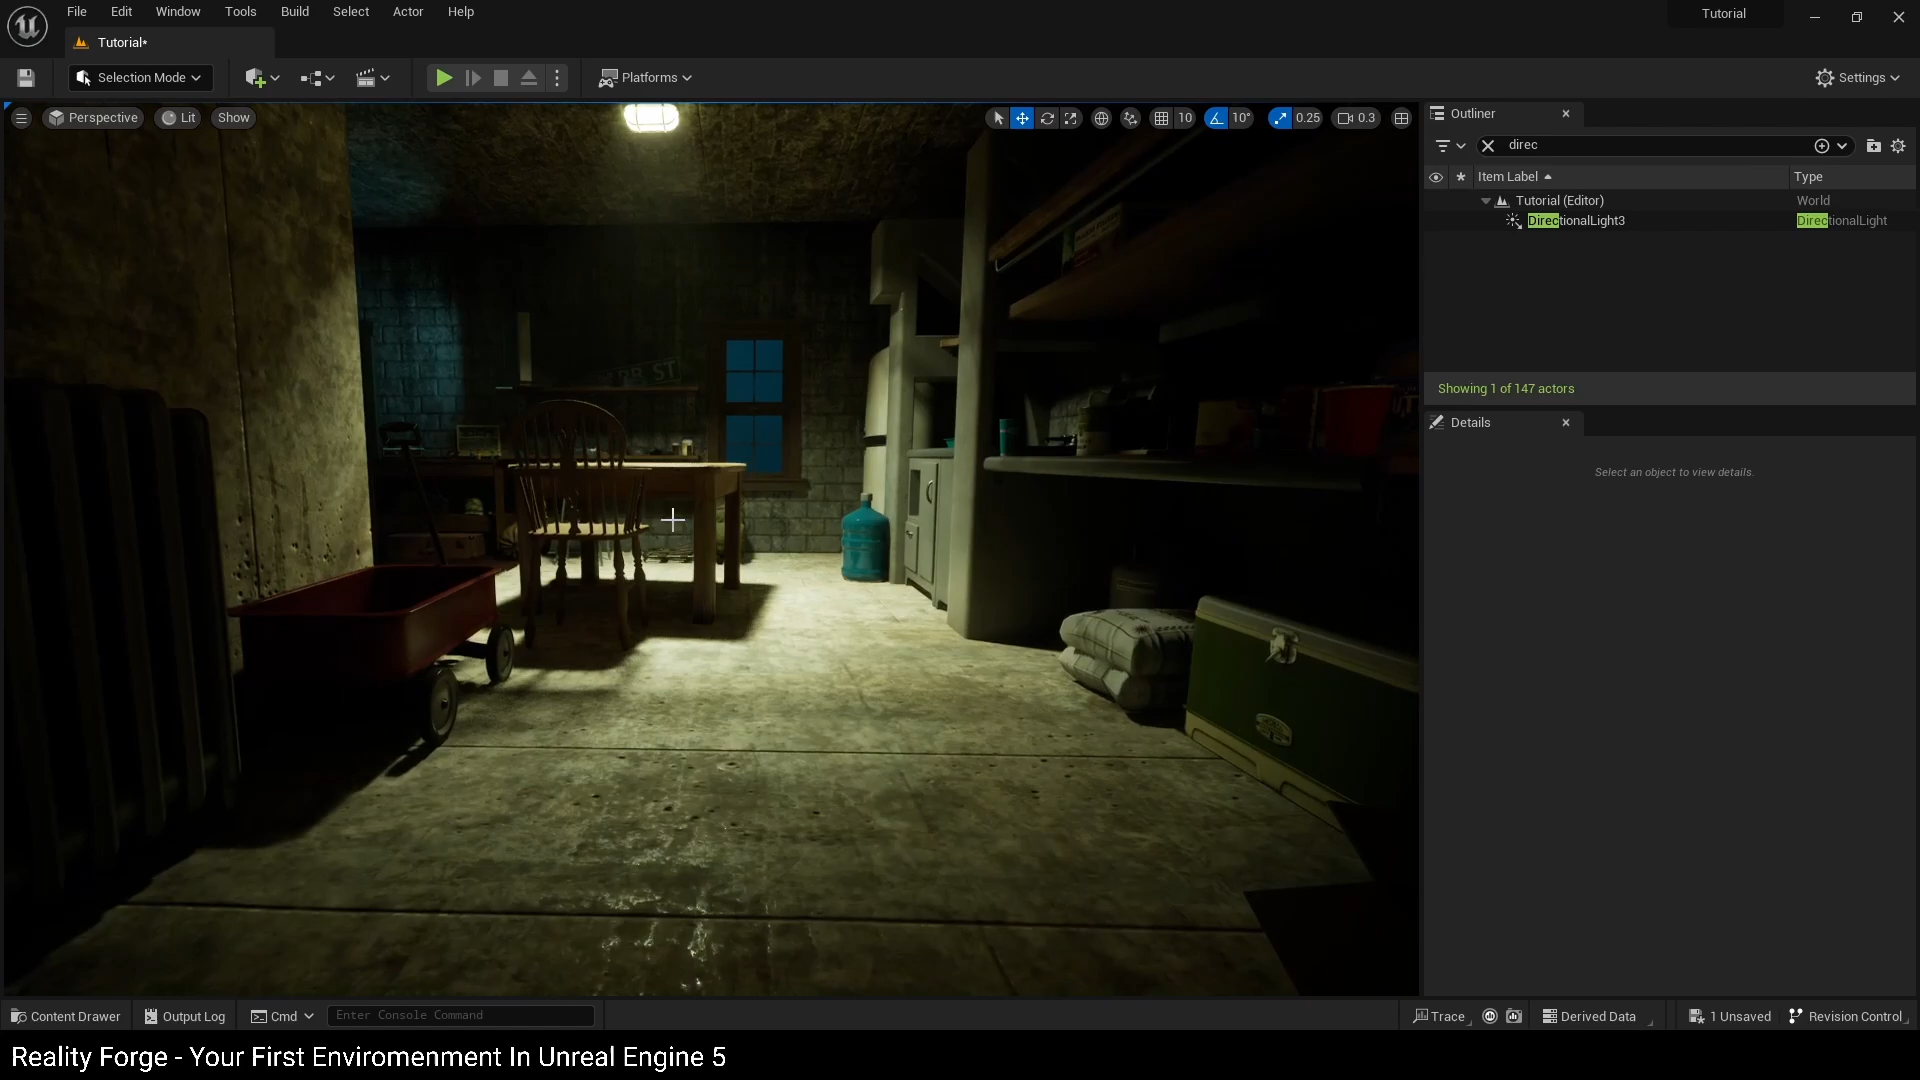 File Edit Window Tools Build Select Actor Help
Tutorial
Tutorial*
Selection Mode
Platforms
Settings
Perspective
Lit
Show
10
10°
0.25
0.3
Outliner
direc
Item Label
Type
Tutorial (Editor)
World
DirectionalLight3
DirectionalLight
Showing 1 of 147 actors
Details
Select an object to view details.
ST
Content Drawer
Output Log
Cmd
Enter Console Command
Trace
Derived Data
1 Unsaved
Revision Control
Reality Forge - Your First Enviromenment In Unreal Engine 5